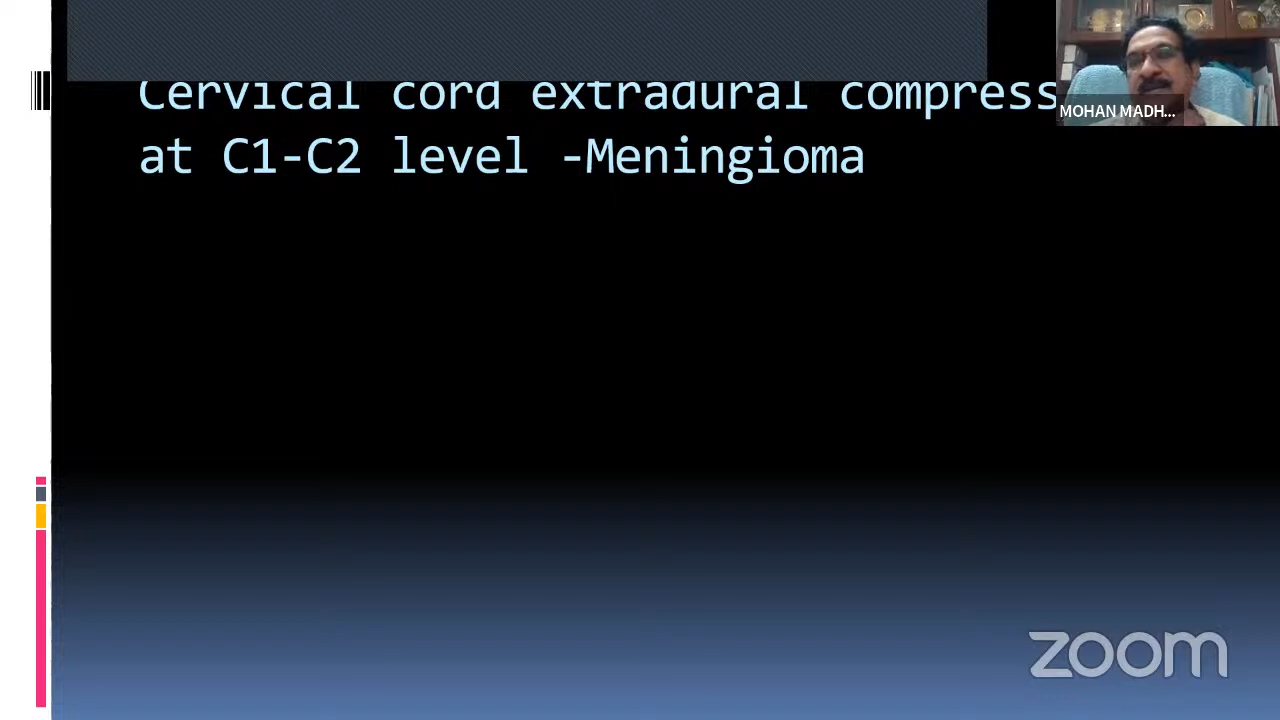 Cervical cord extradural compress
at C1-C2 level -Meningioma
MOHAN MADH...
zoom